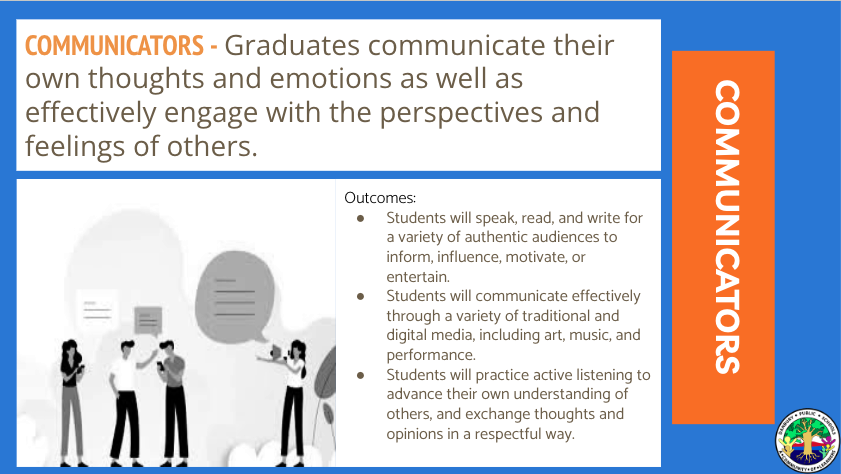 COMMUNICATORS - Graduates communicate their
own thoughts and emotions as well as
effectively engage with the perspectives and
feelings of others.
Outcomes:
● Students will speak, read, and write for
a variety of authentic audiences to
inform, influence, motivate, or
entertain.
● Students will communicate effectively
through a variety of traditional and
digital media, including art, music, and
performance.
● Students will practice active listening to
advance their own understanding of
others, and exchange thoughts and
opinions in a respectful way.
COMMUNICATORS
DANBURY • PUBLIC • SCHOOLS
A COMMUNITY OF LEARNERS